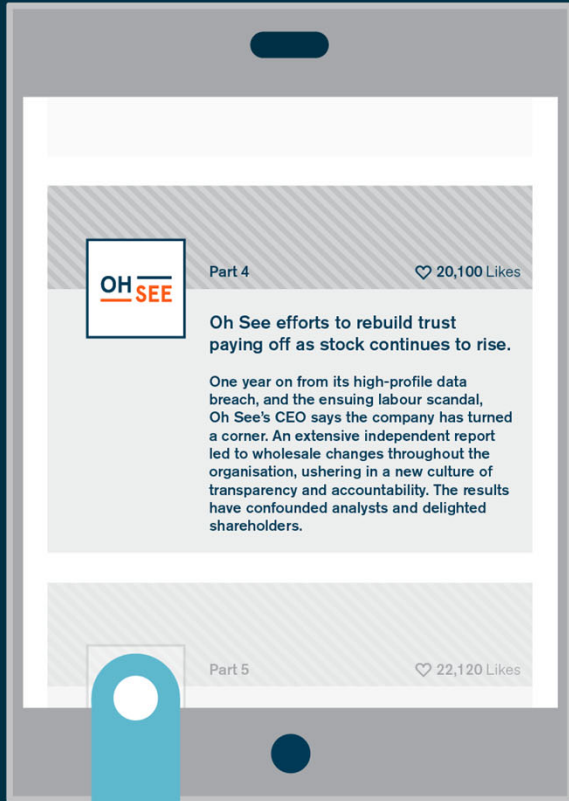 OH
SEE
Part 4
20,100 Likes
Oh See efforts to rebuild trust
paying off as stock continues to rise.
One year on from its high-profile data
breach, and the ensuing labour scandal,
Oh See's CEO says the company has turned
a corner. An extensive independent report
led to wholesale changes throughout the
organisation, ushering in a new culture of
transparency and accountability. The results
have confounded analysts and delighted
shareholders.
Part 5
22,120 Likes